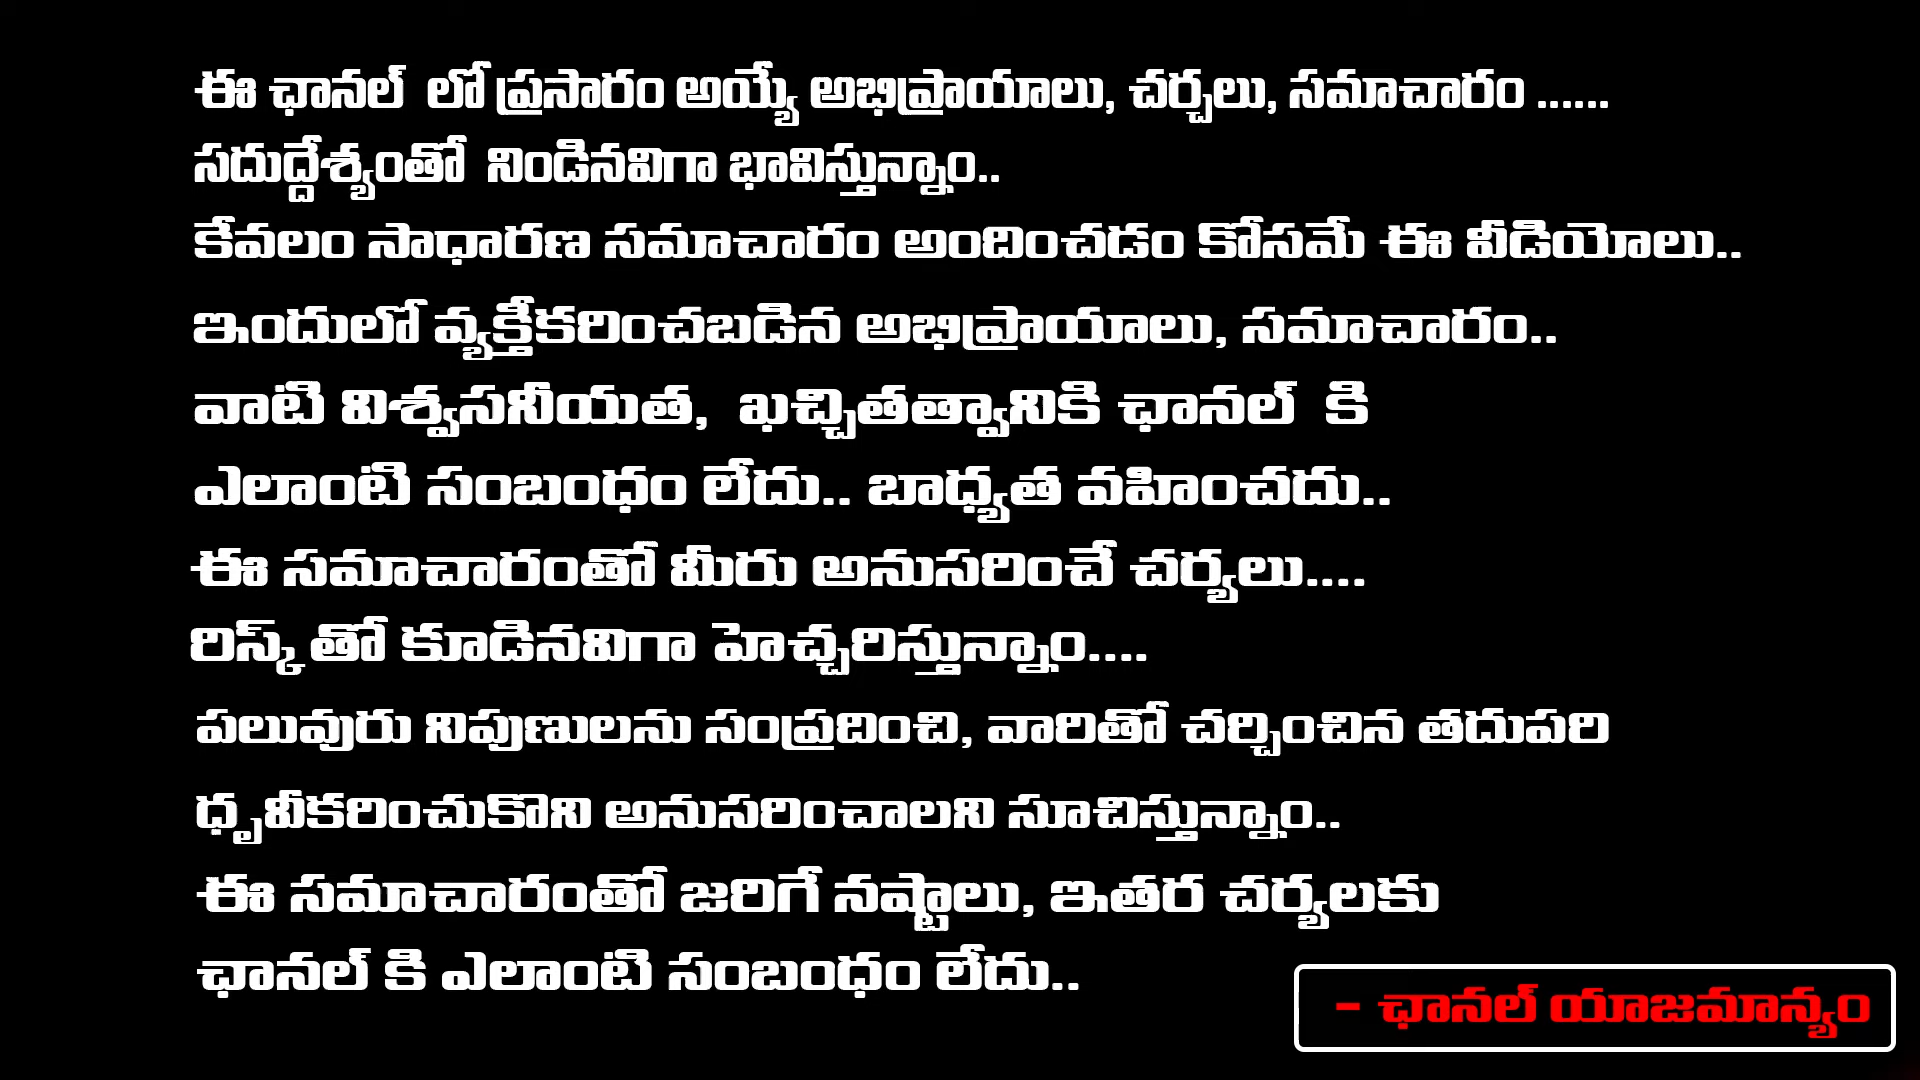 ఈ ఛానల్ లో ప్రసారం అయ్యే అభిప్రాయాలు, చర్చలు, సమాచారం ......
సదుద్దేశ్యంతో నిండినవిగా భావిస్తున్నాం..
కేవలం సాధారణ సమాచారం అందించడం కోసమే ఈ వీడియోలు..
ఇందులో వ్యక్తీకరించబడిన అభిప్రాయాలు, సమాచారం..
వాటి విశ్వసనీయత, ఖచ్చితత్వానికి ఛానల్ కి
ఎలాంటి సంబంధం లేదు.. బాధ్యత వహించదు..
ఈ సమాచారంతో మీరు అనుసరించే చర్యలు....
రిస్క్ తో కూడినవిగా హెచ్చరిస్తున్నాం....
పలువురు నిపుణులను సంప్రదించి, వారితో చర్చించిన తదుపరి
ధృవీకరించుకొని అనుసరించాలని సూచిస్తున్నాం..
ఈ సమాచారంతో జరిగే నష్టాలు, ఇతర చర్యలకు
ఛానల్ కి ఎలాంటి సంబంధం లేదు..
- ఛానల్ యాజమాన్యం